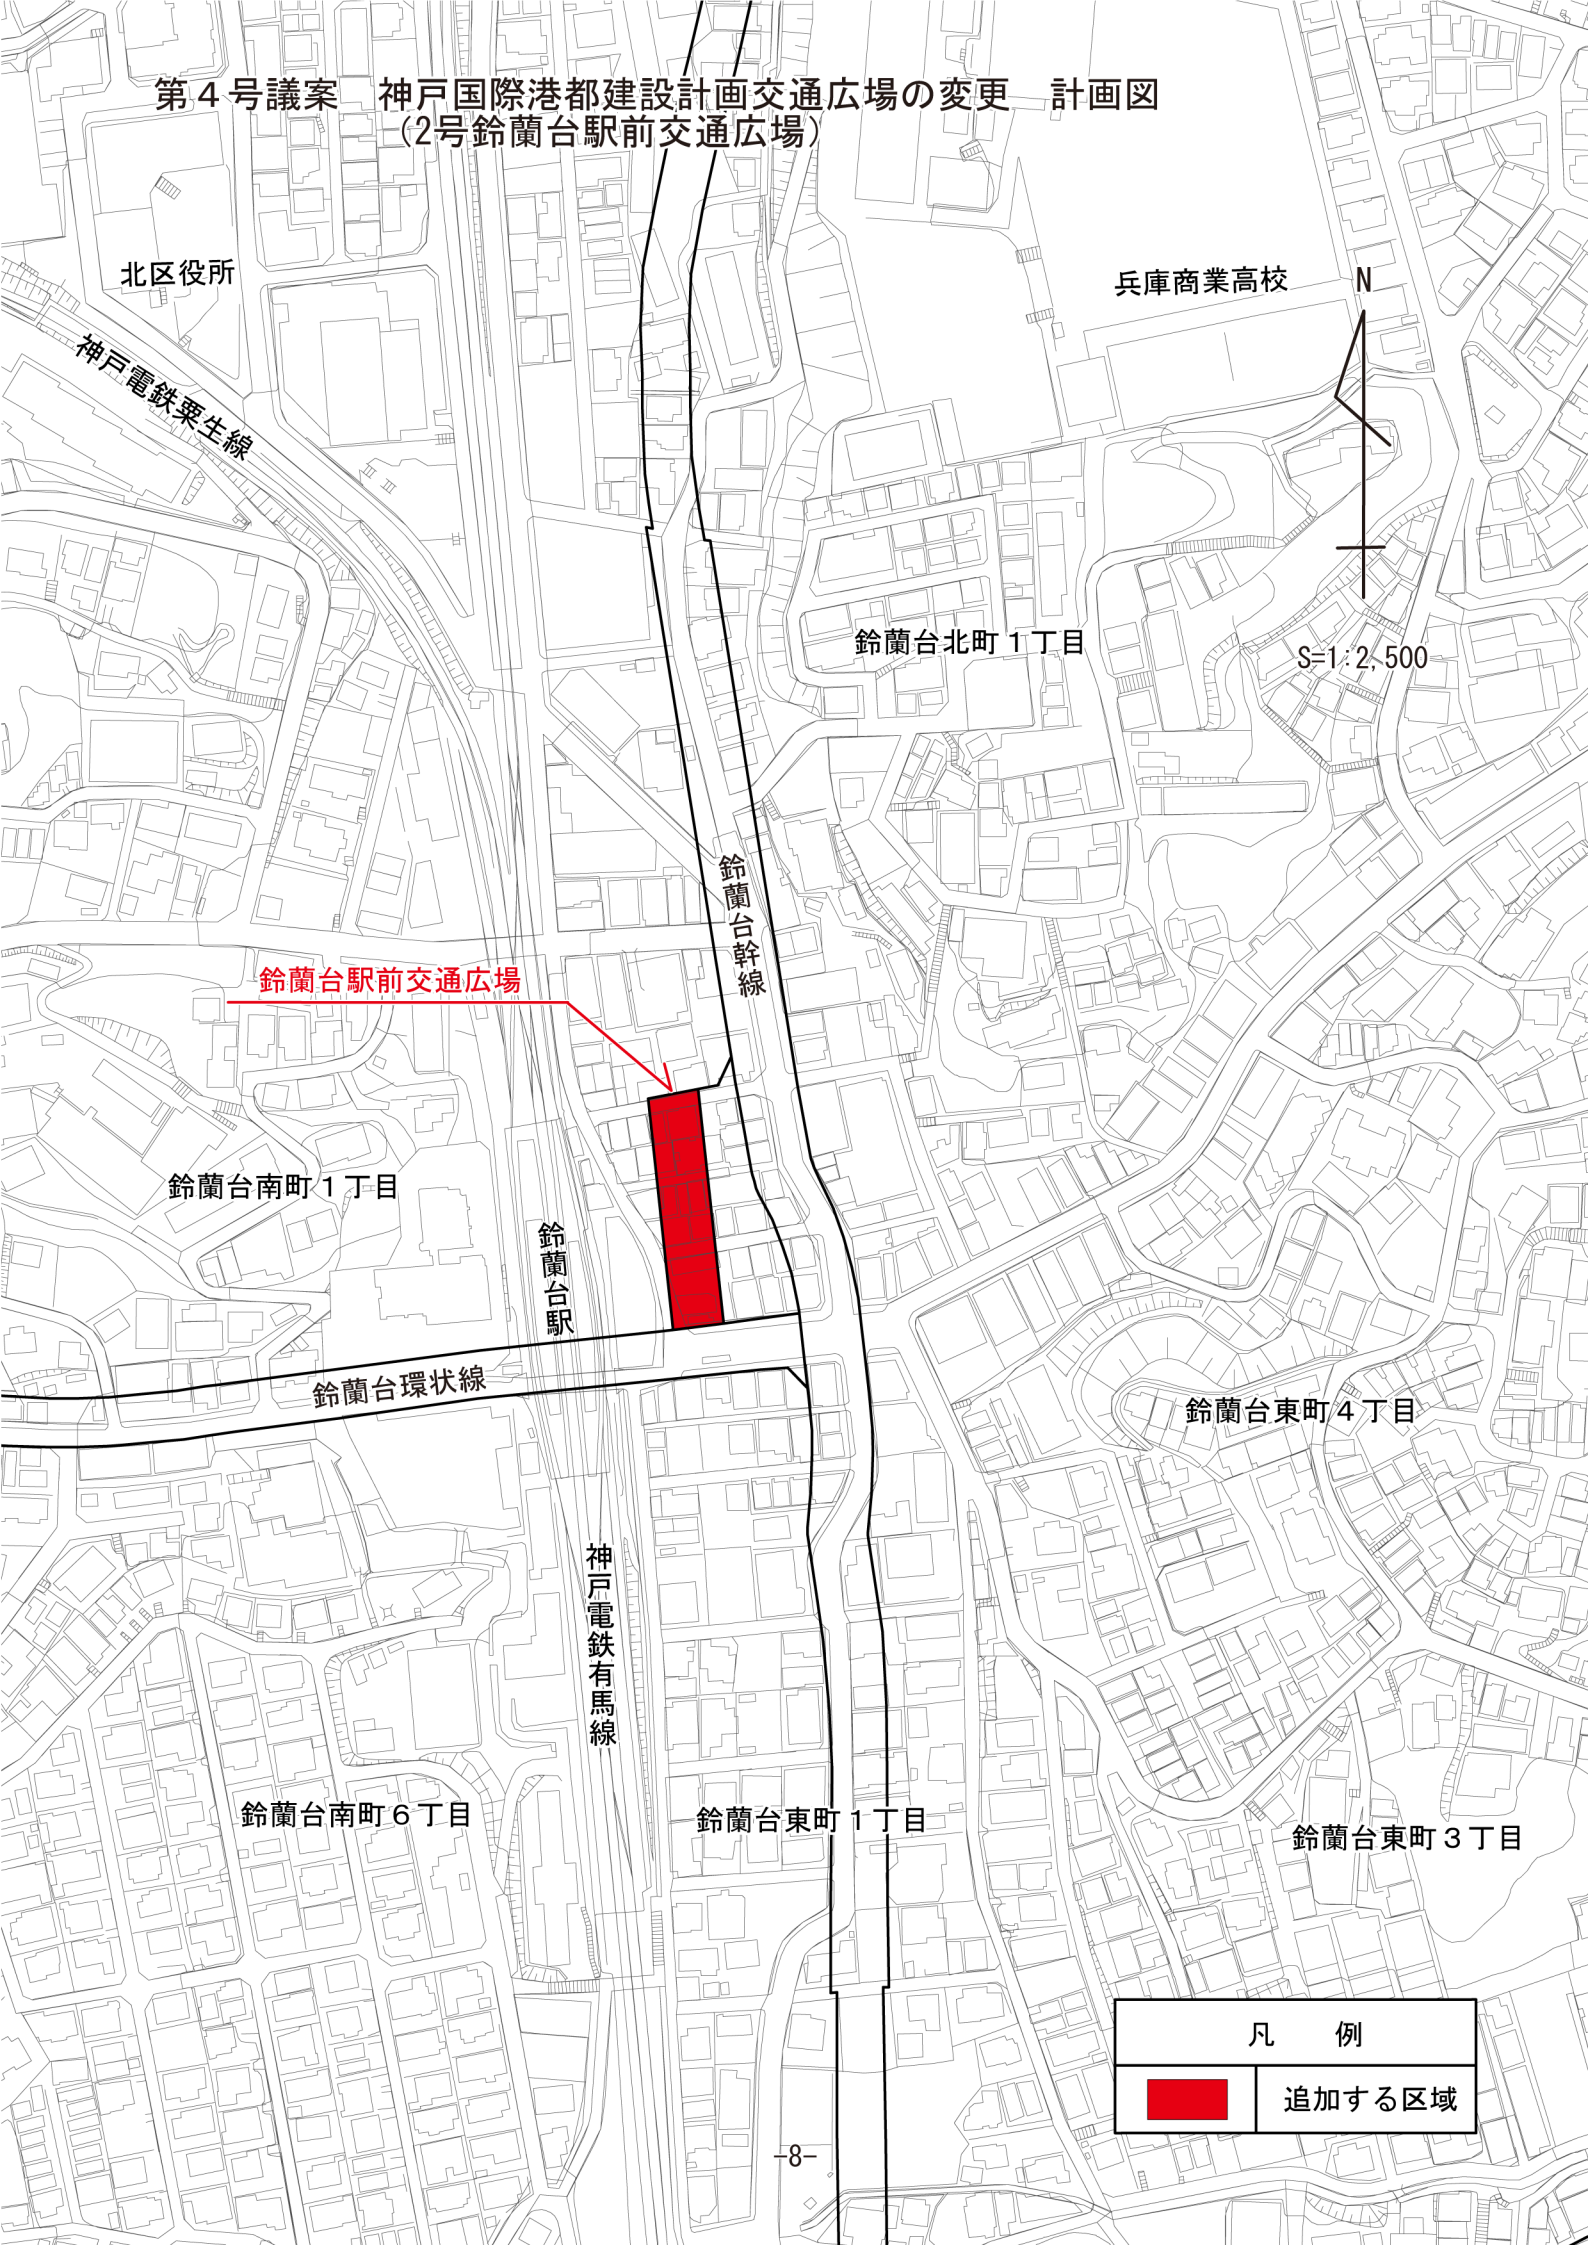 第４号議案　神戸国際港都建設計画交通広場の変更　計画図
（2号鈴蘭台駅前交通広場）
北区役所
兵庫商業高校
N
神戸電鉄粟生線
鈴蘭台北町１丁目
S=1:2,500
鈴蘭台幹線
鈴蘭台駅前交通広場
鈴蘭台南町１丁目
鈴蘭台駅
鈴蘭台環状線
鈴蘭台東町４丁目
神戸電鉄有馬線
鈴蘭台南町６丁目
鈴蘭台東町１丁目
鈴蘭台東町３丁目
凡　例
追加する区域
-8-